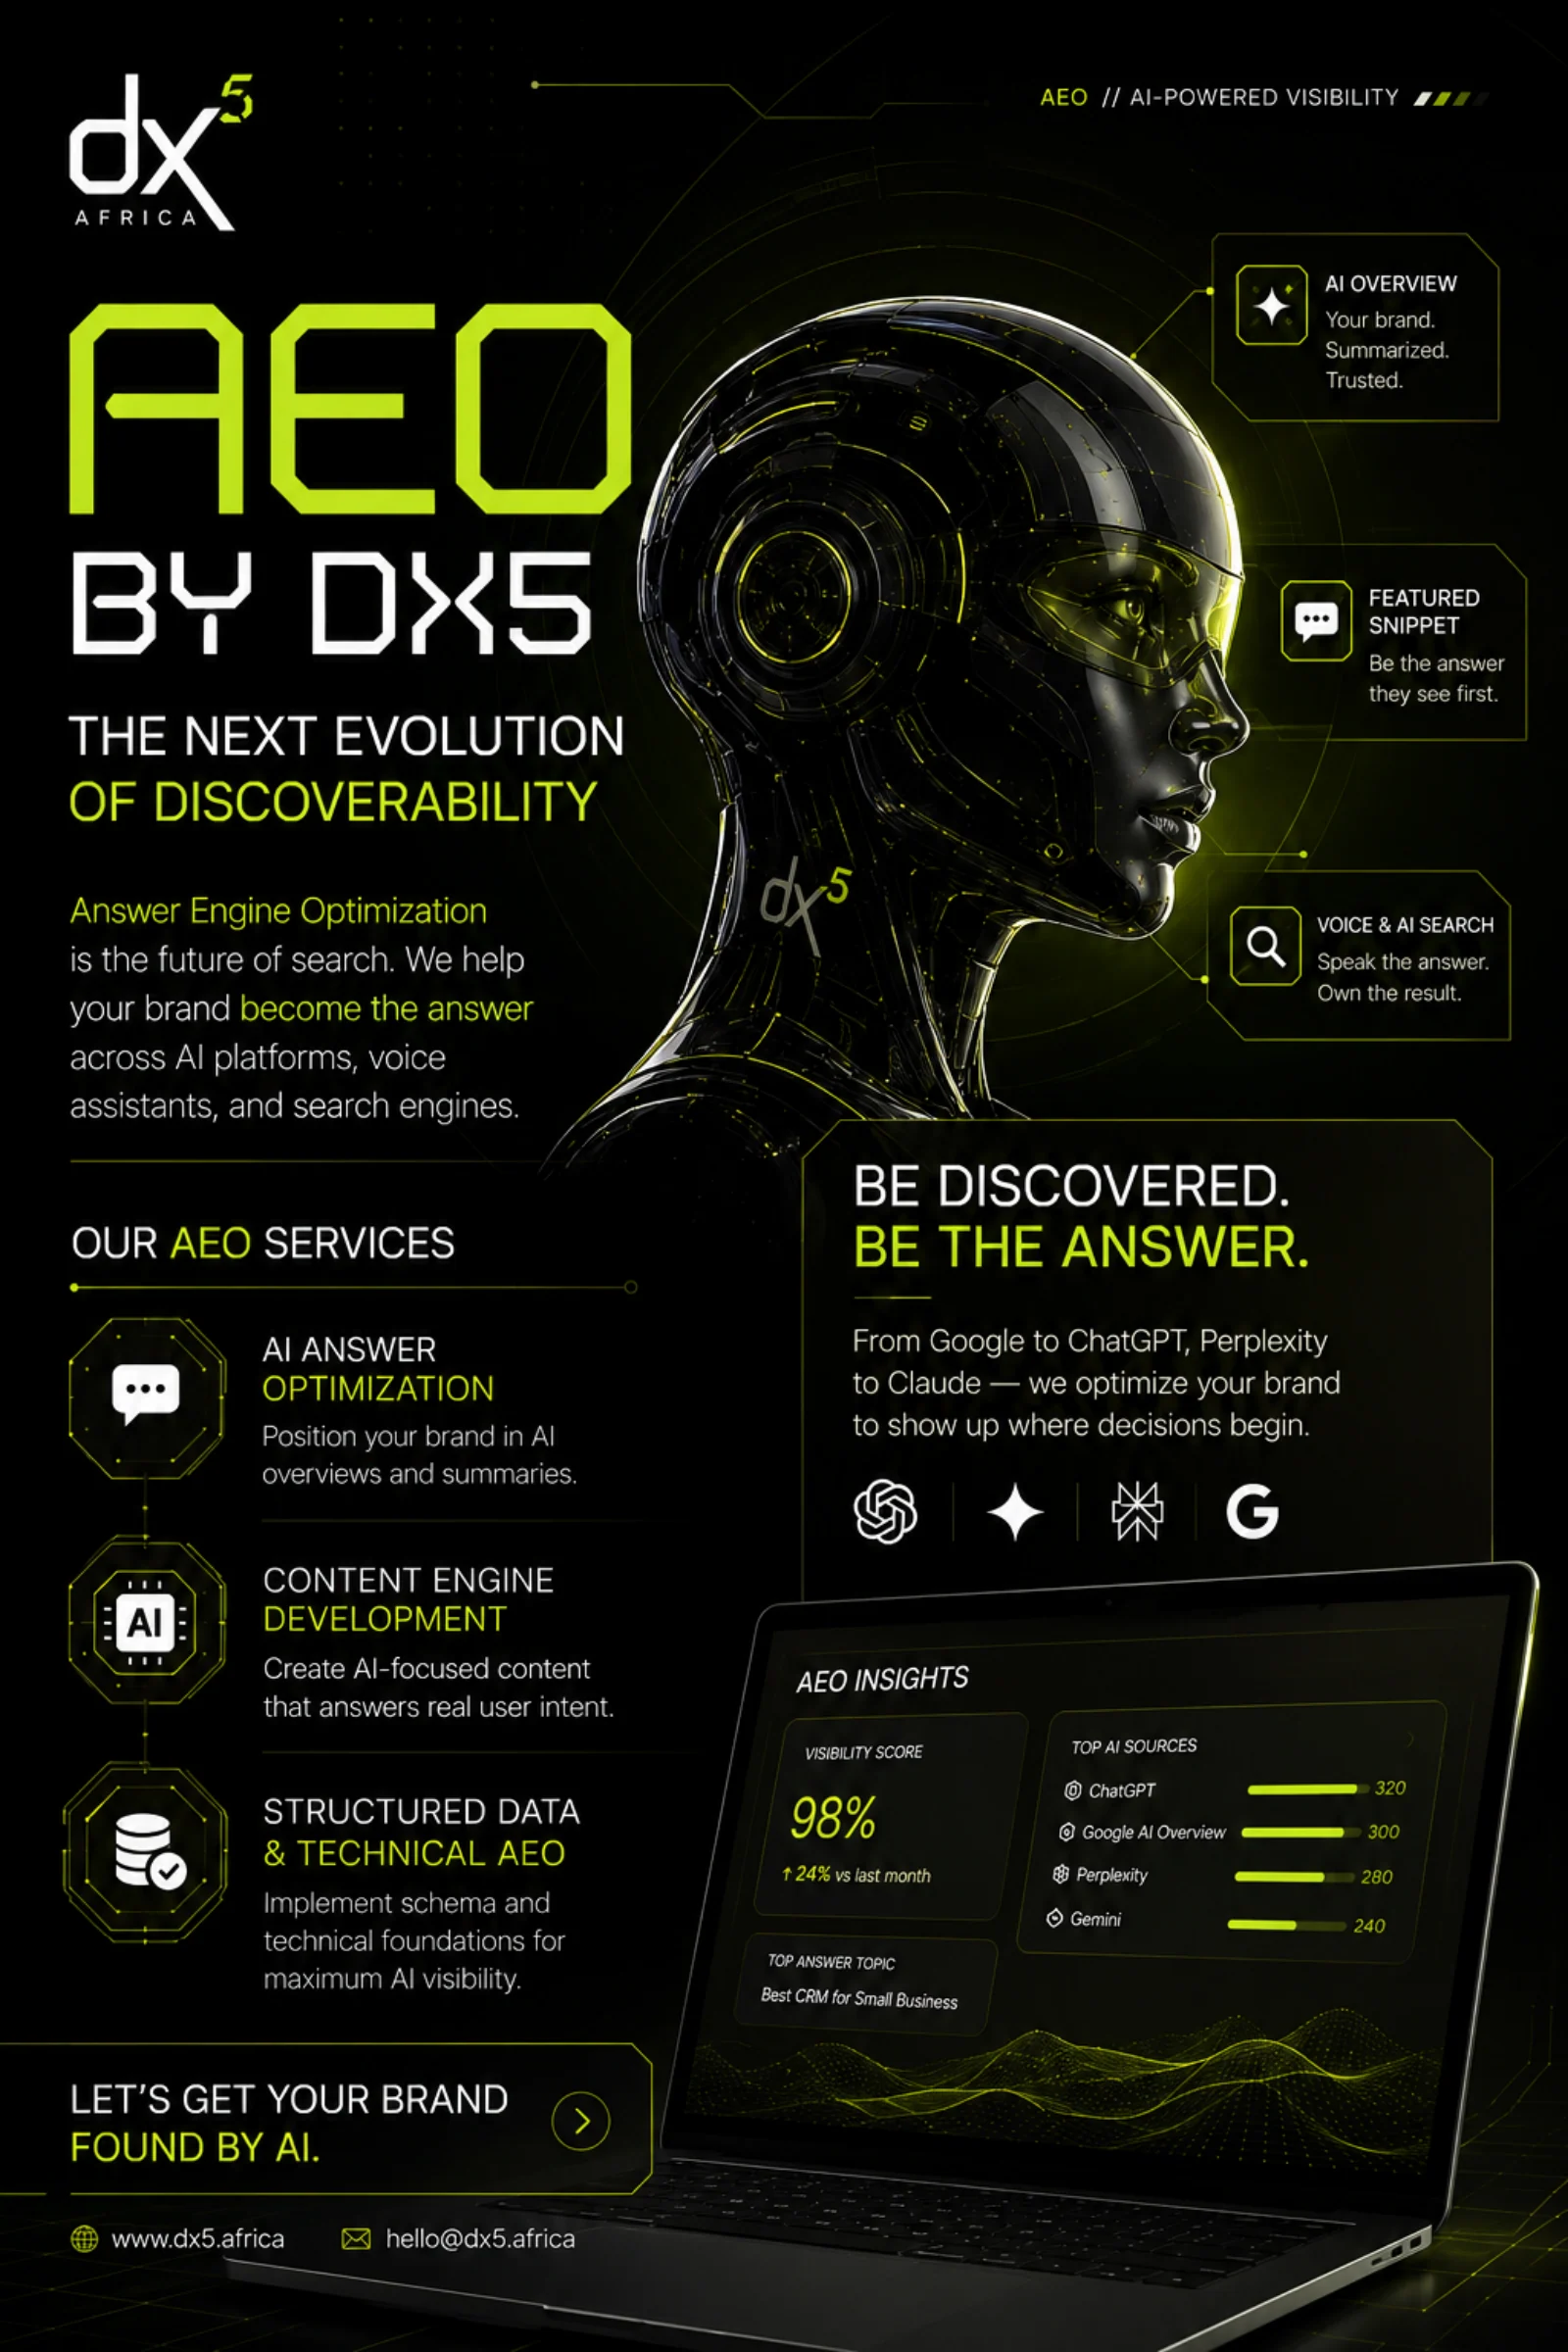 dx5
AFRICA
AEO // AI-POWERED VISIBILITY
AEO
BY DX5
THE NEXT EVOLUTION
OF DISCOVERABILITY
Answer Engine Optimization
is the future of search. We help
your brand become the answer
across AI platforms, voice
assistants, and search engines.
AI OVERVIEW
Your brand.
Summarized.
Trusted.
FEATURED
SNIPPET
Be the answer
they see first.
VOICE & AI SEARCH
Speak the answer.
Own the result.
dx5
OUR AEO SERVICES
AI ANSWER
OPTIMIZATION
Position your brand in AI
overviews and summaries.
AI
CONTENT ENGINE
DEVELOPMENT
Create AI-focused content
that answers real user intent.
STRUCTURED DATA
& TECHNICAL AEO
Implement schema and
technical foundations for
maximum AI visibility.
BE DISCOVERED.
BE THE ANSWER.
From Google to ChatGPT, Perplexity
to Claude — we optimize your brand
to show up where decisions begin.
G
AEO INSIGHTS
VISIBILITY SCORE
98%
↑ 24% vs last month
TOP ANSWER TOPIC
Best CRM for Small Business
TOP AI SOURCES
ChatGPT 320
Google AI Overview 300
Perplexity 280
Gemini 240
LET'S GET YOUR BRAND
FOUND BY AI.
www.dx5.africa
hello@dx5.africa